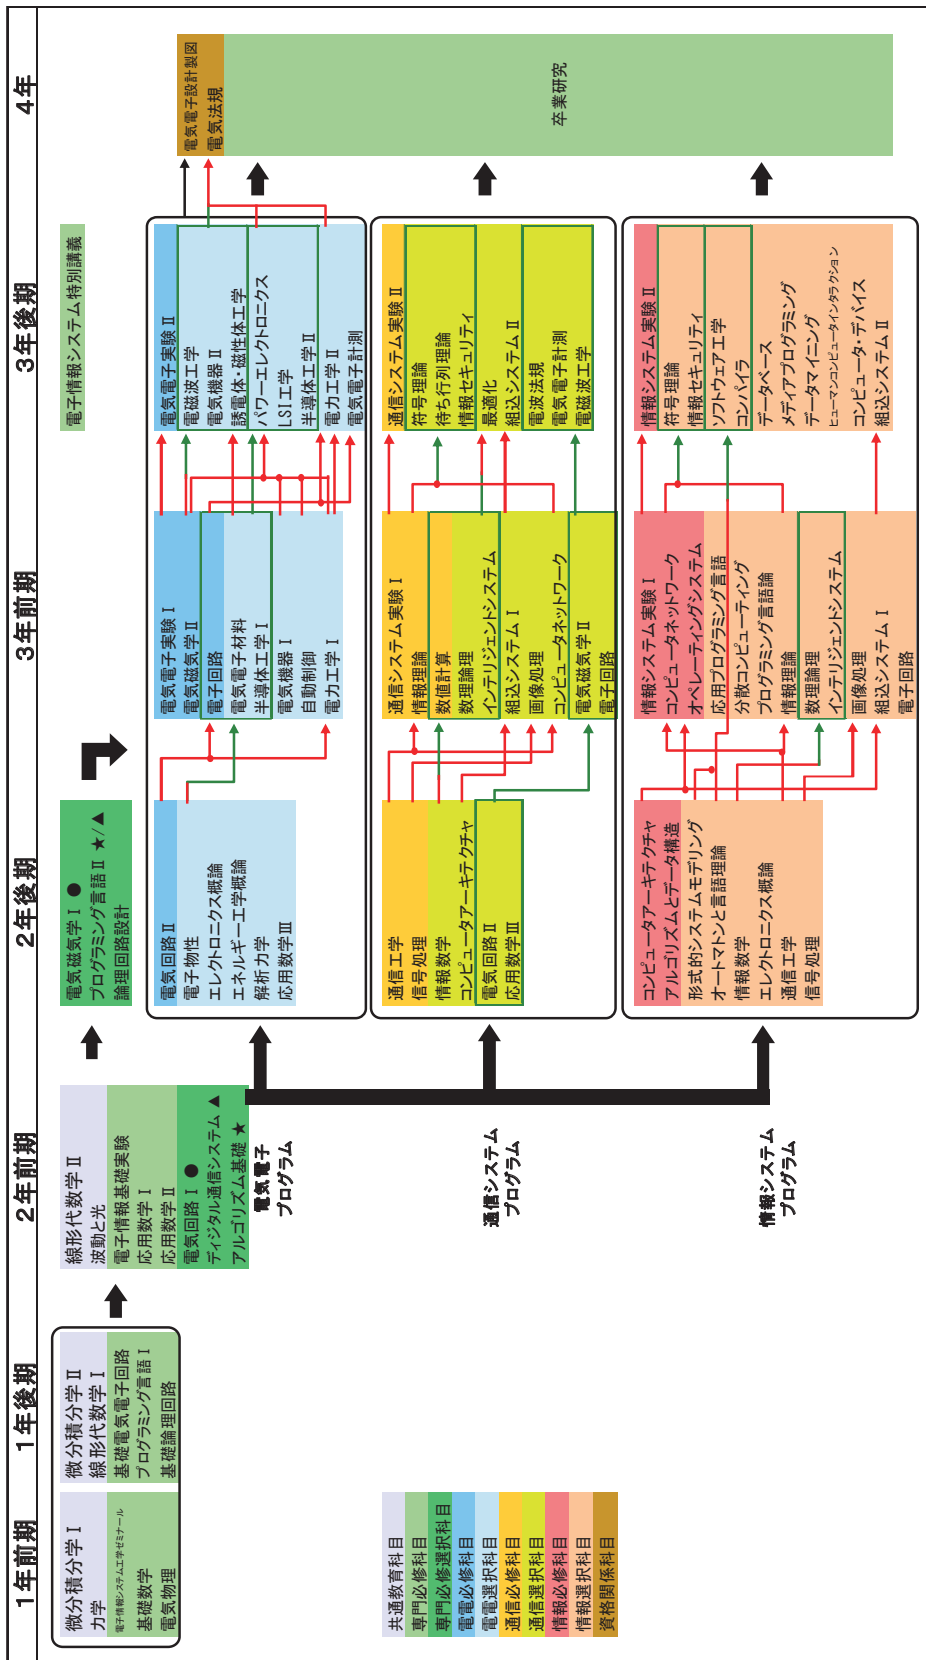 1年前期
1年後期
2年前期
2年後期
3年前期
3年後期
4年
微分積分学Ⅰ
力学
電子情報システム工学ゼミナール
基礎数学
電気物理
微分積分学Ⅱ
線形代数学Ⅰ
基礎電気電子回路
プログラミング言語Ⅰ
基礎論理回路
線形代数学Ⅱ
波動と光
電子情報基礎実験
応用数学Ⅰ
応用数学Ⅱ
電気回路Ⅰ ●
ディジタル通信システム ▲
アルゴリズム基礎 ★
電気磁気学Ⅰ ●
プログラミング言語Ⅱ ★/▲
論理回路設計
電子情報システム特別講義
電気電子
プログラム
電気回路Ⅱ
電子物性
エレクトロニクス概論
エネルギー工学概論
解析力学
応用数学Ⅲ
電気電子実験Ⅰ
電気磁気学Ⅱ
電子回路
電気電子材料
半導体工学Ⅰ
電気機器Ⅰ
自動制御
電力工学Ⅰ
電気電子実験Ⅱ
電磁波工学
電気機器Ⅱ
誘電体・磁性体工学
パワーエレクトロニクス
LSI工学
半導体工学Ⅱ
電力工学Ⅱ
電気電子計測
電気電子設計製図
電気法規
卒業研究
通信システム
プログラム
通信工学
信号処理
情報数学
コンピュータアーキテクチャ
電気回路Ⅱ
応用数学Ⅲ
通信システム実験Ⅰ
情報理論
数値計算
数理論理
インテリジェントシステム
組込システムⅠ
画像処理
コンピュータネットワーク
電気磁気学Ⅱ
電子回路
通信システム実験Ⅱ
符号理論
待ち行列理論
情報セキュリティ
最適化
組込システムⅡ
電波法規
電気電子計測
電磁波工学
情報システム
プログラム
コンピュータアーキテクチャ
アルゴリズムとデータ構造
形式的システムモデリング
オートマトンと言語理論
情報数学
エレクトロニクス概論
通信工学
信号処理
情報システム実験Ⅰ
コンピュータネットワーク
オペレーティングシステム
応用プログラミング言語
分散コンピューティング
プログラミング言語論
情報理論
数理論理
インテリジェントシステム
画像処理
組込システムⅠ
電子回路
情報システム実験Ⅱ
符号理論
情報セキュリティ
ソフトウェア工学
コンパイラ
データベース
メディアプログラミング
データマイニング
ヒューマンコンピュータインタラクション
コンピュータ・デバイス
組込システムⅡ
共通教育科目
専門必修科目
専門必修選択科目
電電必修科目
電電選択科目
通信必修科目
通信選択科目
情報必修科目
情報選択科目
資格関係科目